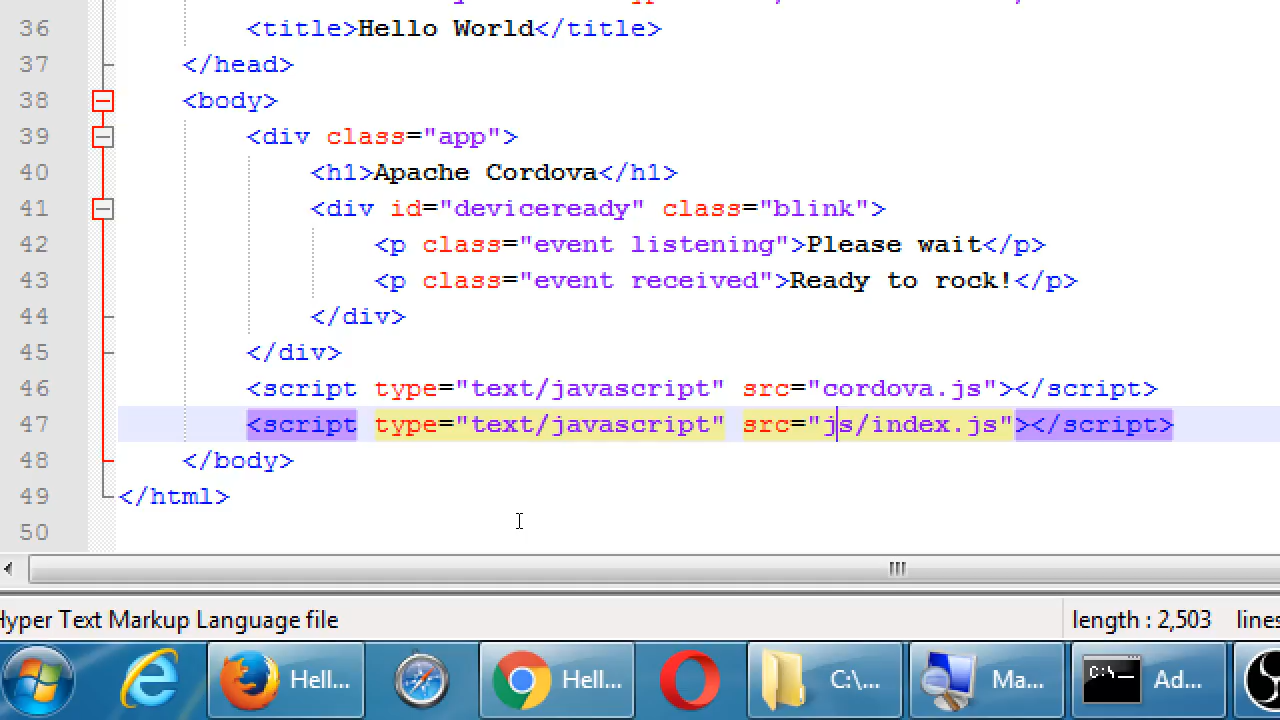 36 <title>Hello World</title>
37 </head>
38 <body>
39 <div class="app">
40 <h1>Apache Cordova</h1>
41 <div id="deviceready" class="blink">
42 <p class="event listening">Please wait</p>
43 <p class="event received">Ready to rock!</p>
44 </div>
45 </div>
46 <script type="text/javascript" src="cordova.js"></script>
47 <script type="text/javascript" src="js/index.js"></script>
48 </body>
49 </html>
50
Hyper Text Markup Language file length : 2,503 lines
Hell... Hell... C:\... Ma... Ad...